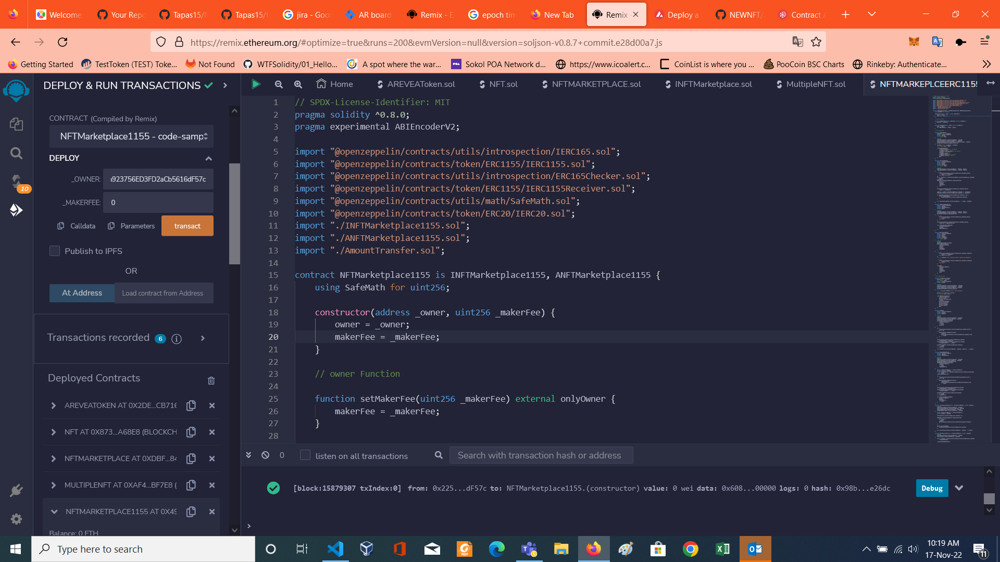 Welcome
Your Rep
Tapas15/N
Tapas15/t
jira - Goo
AR board
Remix - E
epoch tim
New Tab
Remix -
Deploy a
NEWNFT/
Contract A
https://remix.ethereum.org/#optimize=true&runs=200&evmVersion=null&version=soljson-v0.8.7+commit.e28d00a7.js
Getting Started
TestToken (TEST) Toke...
Not Found
WTFSolidity/01_Hello...
A spot where the war...
Sokol POA Network d...
https://www.icoalert.c...
CoinList is where you ...
PooCoin BSC Charts
Rinkeby: Authenticate...
DEPLOY & RUN TRANSACTIONS
Home
AREVEAToken.sol
NFT.sol
NFTMARKETPLACE.sol
INFTMarketplace.sol
MultipleNFT.sol
NFTMARKEPLCEERC115
CONTRACT (Compiled by Remix)
NFTMarketplace1155 - code-samp
DEPLOY
_OWNER:
923756ED3FD2aCb5616dF57c
_MAKERFEE:
0
Calldata
Parameters
transact
Publish to IPFS
OR
At Address
Load contract from Address
10
Transactions recorded 6 i
Deployed Contracts
AREVEATOKEN AT 0X2DE...CB716
NFT AT 0X873...A68E8 (BLOCKCH
NFTMARKETPLACE AT 0XDBF...84
MULTIPLENFT AT 0XAF4...BF7E8 (
NFTMARKETPLACE1155 AT 0X49
Balance: 0 ETH
1 // SPDX-License-Identifier: MIT
2 pragma solidity ^0.8.0;
3 pragma experimental ABIEncoderV2;
4
5 import "@openzeppelin/contracts/utils/introspection/IERC165.sol";
6 import "@openzeppelin/contracts/token/ERC1155/IERC1155.sol";
7 import "@openzeppelin/contracts/utils/introspection/ERC165Checker.sol";
8 import "@openzeppelin/contracts/token/ERC1155/IERC1155Receiver.sol";
9 import "@openzeppelin/contracts/utils/math/SafeMath.sol";
10 import "@openzeppelin/contracts/token/ERC20/IERC20.sol";
11 import "./INFTMarketplace1155.sol";
12 import "./ANFTMarketplace1155.sol";
13 import "./AmountTransfer.sol";
14
15 contract NFTMarketplace1155 is INFTMarketplace1155, ANFTMarketplace1155 {
16 using SafeMath for uint256;
17
18 constructor(address _owner, uint256 _makerFee) {
19 owner = _owner;
20 makerFee = _makerFee;
21 }
22
23 // owner Function
24
25 function setMakerFee(uint256 _makerFee) external onlyOwner {
26 makerFee = _makerFee;
27 }
28
0
listen on all transactions
Search with transaction hash or address
[block:15879307 txIndex:0] from: 0x225...dF57c to: NFTMarketplace1155.(constructor) value: 0 wei data: 0x608...00000 logs: 0 hash: 0x98b...e26dc
Debug
>
Type here to search
10:19 AM
17-Nov-22
11